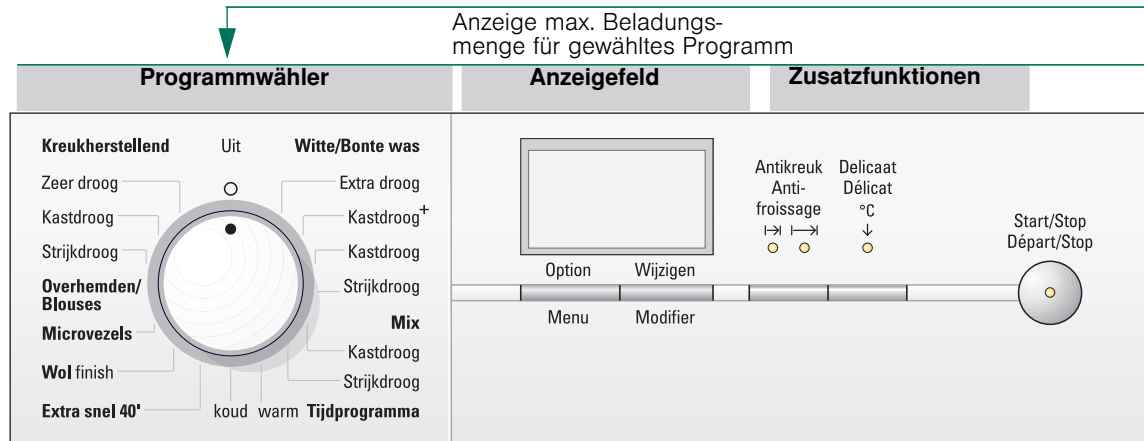 Anzeige max. Beladungs-
menge für gewähltes Programm
Programmwähler
Anzeigefeld
Zusatzfunktionen
Kreukherstellend
Uit
Witte/Bonte was
Zeer droog
Extra droog
Kastdroog
Kastdroog+
Strijkdroog
Kastdroog
Overhemden/
Blouses
Strijkdroog
Microvezels
Mix
Kastdroog
Wol finish
Strijkdroog
Extra snel 40'
koud
warm
Tijdprogramma
Option
Wijzigen
Menu
Modifier
Antikreuk
Anti-
froissage
Delicaat
Délicat
°C
Start/Stop
Départ/Stop